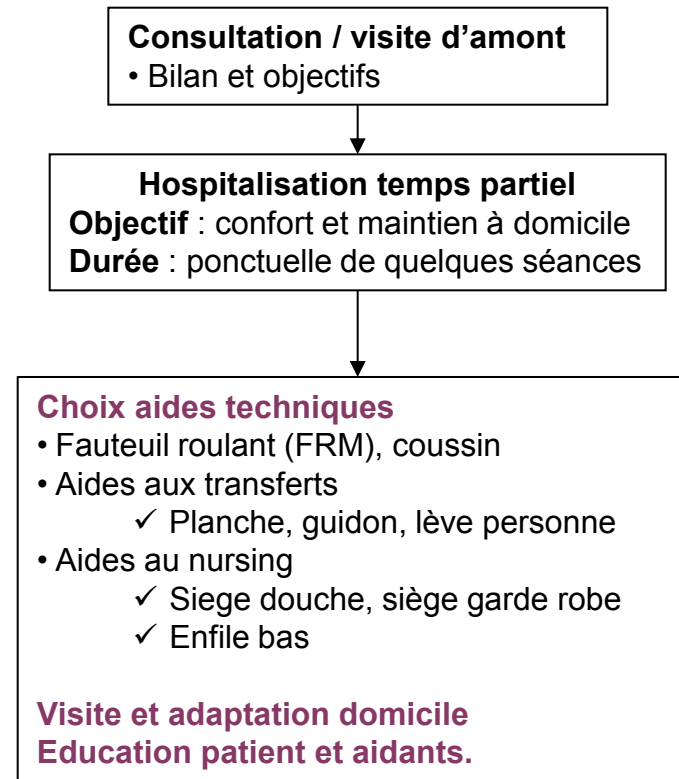 Consultation / visite d’amont
• Bilan et objectifs
Hospitalisation temps partiel
Objectif : confort et maintien à domicile
Durée : ponctuelle de quelques séances
Choix aides techniques
• Fauteuil roulant (FRM), coussin
• Aides aux transferts
✓ Planche, guidon, lève personne
• Aides au nursing
✓ Siege douche, siège garde robe
✓ Enfile bas
Visite et adaptation domicile
Education patient et aidants.